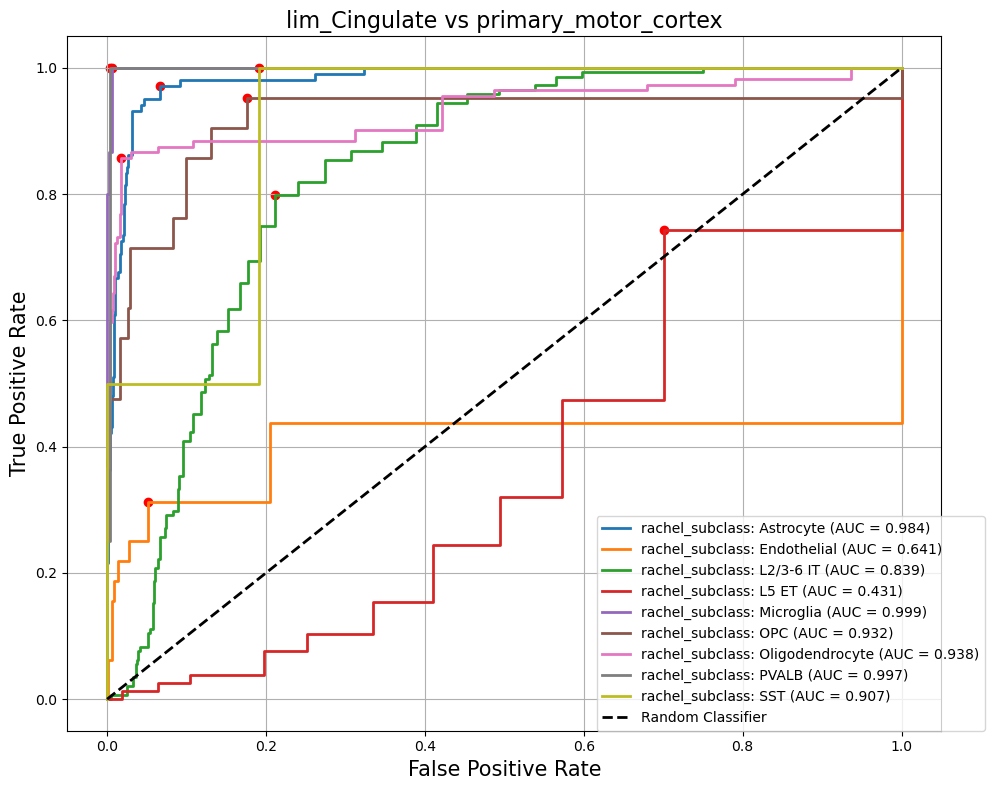 lim_Cingulate vs primary_motor_cortex
True Positive Rate
1.0
0.8
0.6
0.4
0.2
0.0
rachel_subclass: Astrocyte (AUC = 0.984)
rachel_subclass: Endothelial (AUC = 0.641)
rachel_subclass: L2/3-6 IT (AUC = 0.839)
rachel_subclass: L5 ET (AUC = 0.431)
rachel_subclass: Microglia (AUC = 0.999)
rachel_subclass: OPC (AUC = 0.932)
rachel_subclass: Oligodendrocyte (AUC = 0.938)
rachel_subclass: PVALB (AUC = 0.997)
rachel_subclass: SST (AUC = 0.907)
Random Classifier
0.0 0.2 0.4 0.6 0.8 1.0
False Positive Rate